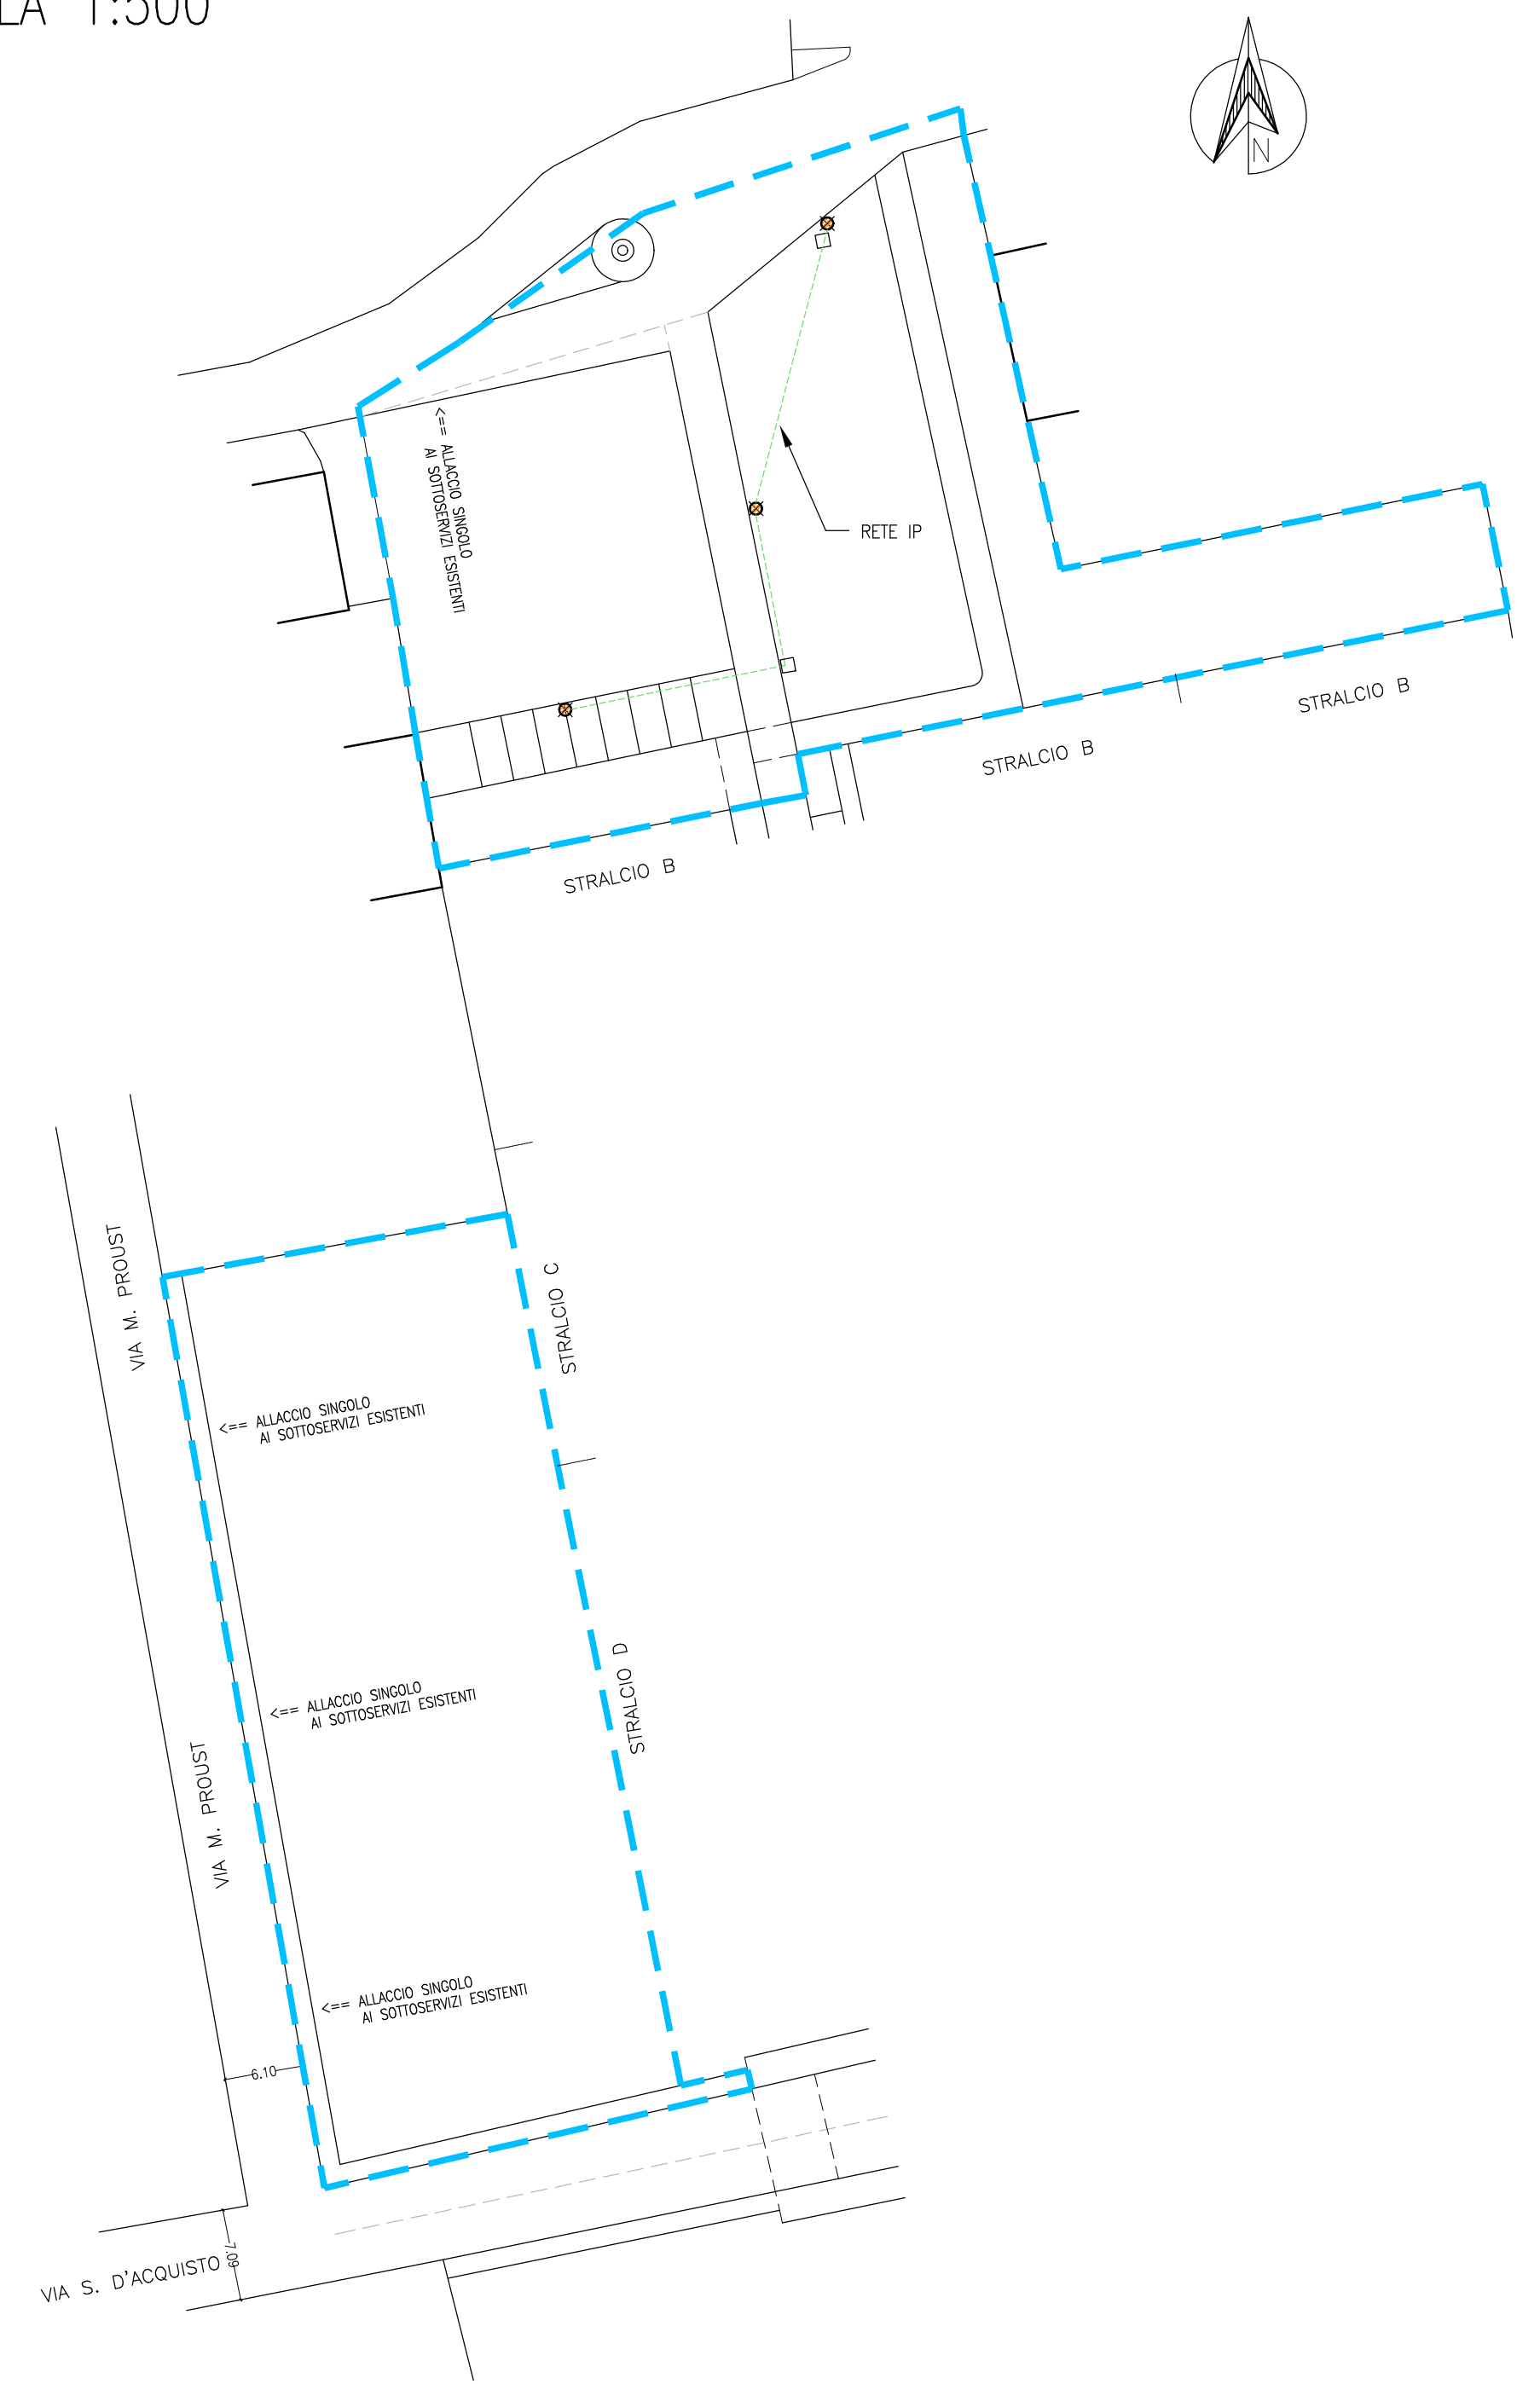 1:500
N
<== ALLACCIO SINGOLO
AI SOTTOSERVIZI ESISTENTI
RETE IP
STRALCIO B
STRALCIO B
STRALCIO B
VIA M. PROUST
STRALCIO C
<== ALLACCIO SINGOLO
AI SOTTOSERVIZI ESISTENTI
STRALCIO D
<== ALLACCIO SINGOLO
AI SOTTOSERVIZI ESISTENTI
VIA M. PROUST
<== ALLACCIO SINGOLO
AI SOTTOSERVIZI ESISTENTI
6.10
7.09
VIA S. D'ACQUISTO